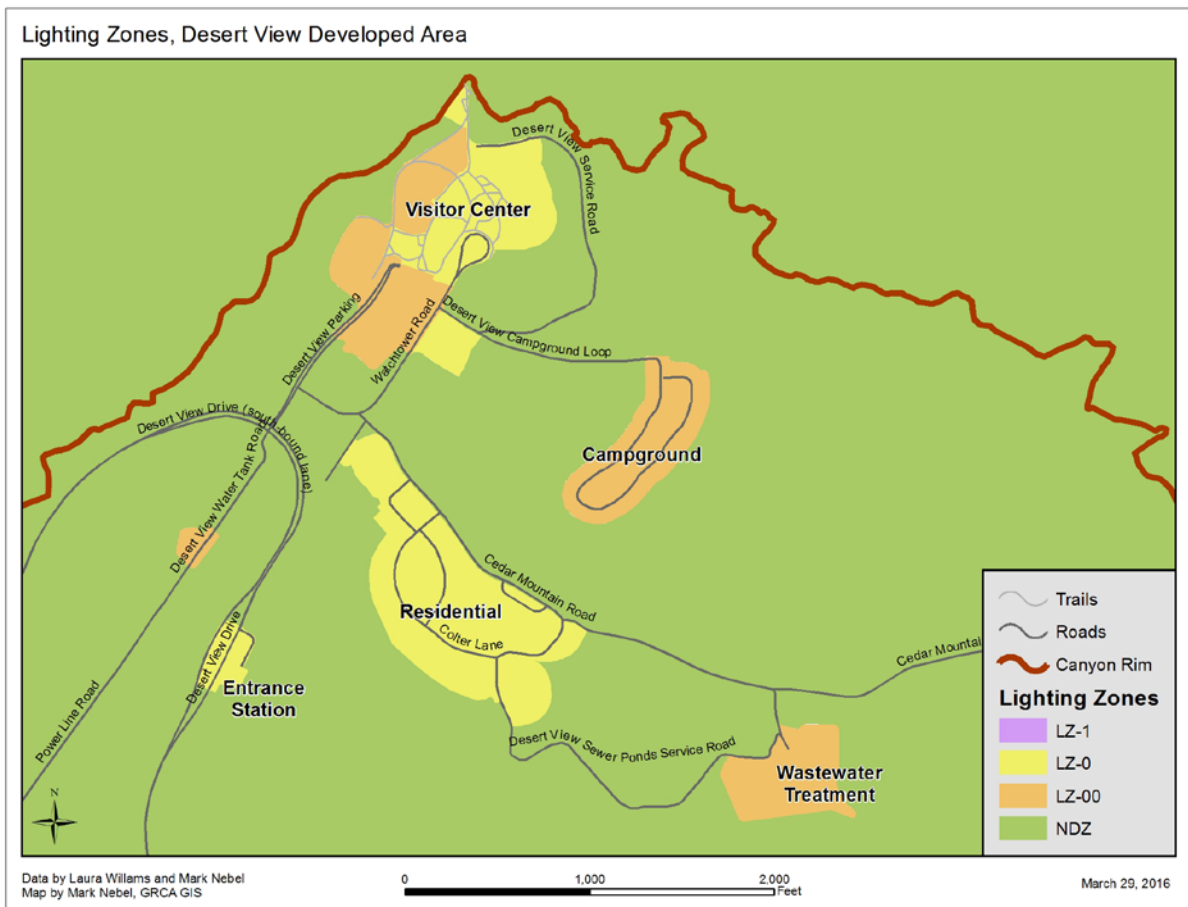 Lighting Zones, Desert View Developed Area
Desert View Service Road
Visitor Center
Desert View Parking
Watchtower Road
Desert View Campground Loop
Desert View Drive (south bound lane)
Campground
Desert View Water Tank Road
Cedar Mountain Road
Residential
Colter Lane
Desert View Drive
Entrance
Station
Power Line Road
Cedar Mountai
Desert View Sewer Ponds Service Road
Wastewater
Treatment
N
Trails
Roads
Canyon Rim
Lighting Zones
LZ-1
LZ-0
LZ-00
NDZ
Data by Laura Willams and Mark Nebel
Map by Mark Nebel, GRCA GIS
0 1,000 2,000
Feet
March 29, 2016